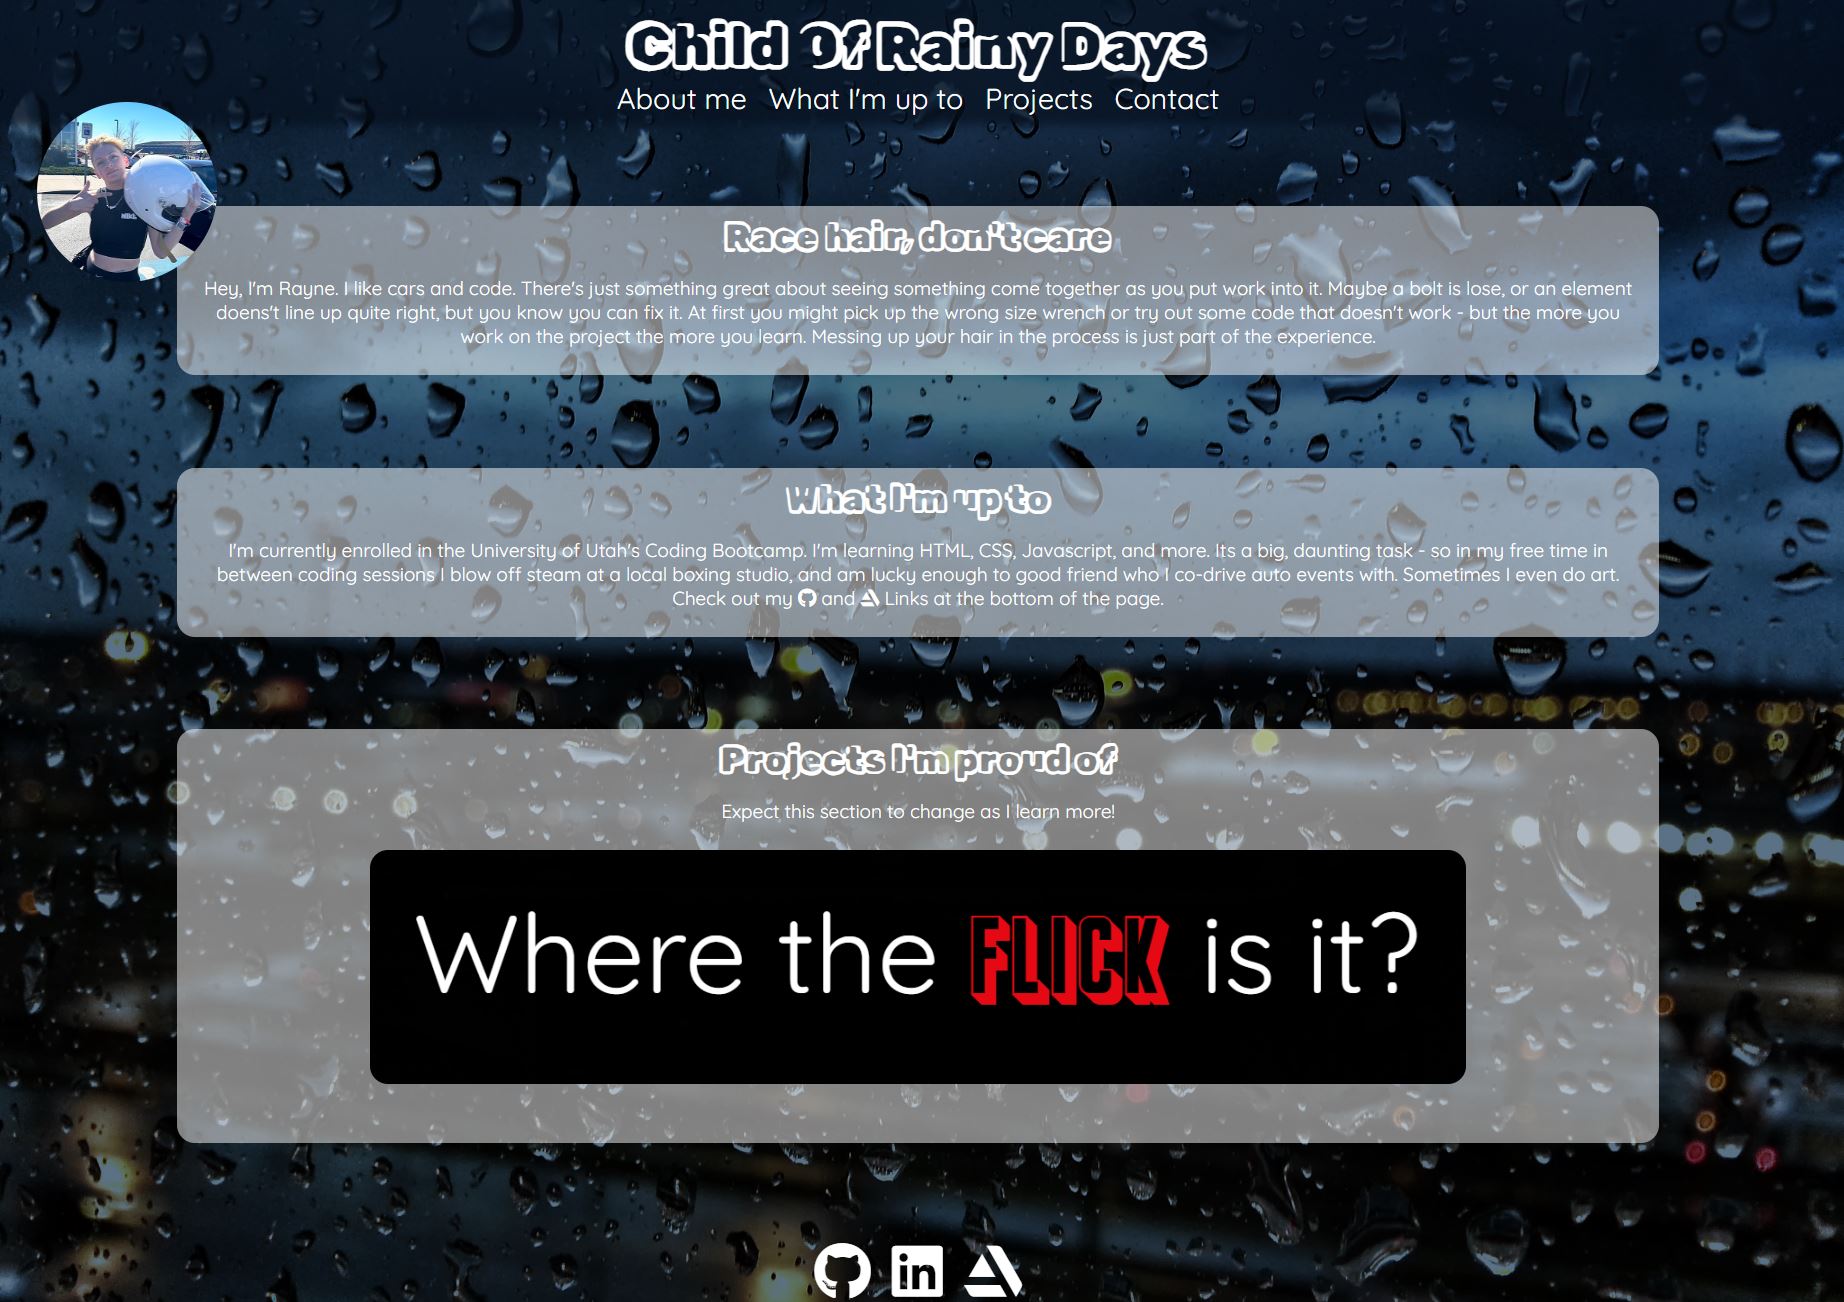 Child Of Rainy Days
About me What I'm up to Projects Contact
Race hair, don't care
Hey, I'm Rayne. I like cars and code. There's just something great about seeing something come together as you put work into it. Maybe a bolt is lose, or an element
doens't line up quite right, but you know you can fix it. At first you might pick up the wrong size wrench or try out some code that doesn't work - but the more you
work on the project the more you learn. Messing up your hair in the process is just part of the experience.
What I'm up to
I'm currently enrolled in the University of Utah's Coding Bootcamp. I'm learning HTML, CSS, Javascript, and more. Its a big, daunting task - so in my free time in
between coding sessions I blow off steam at a local boxing studio, and am lucky enough to good friend who I co-drive auto events with. Sometimes I even do art.
Check out my and Links at the bottom of the page.
Projects I'm proud of
Expect this section to change as I learn more!
Where the FLICK is it?
in